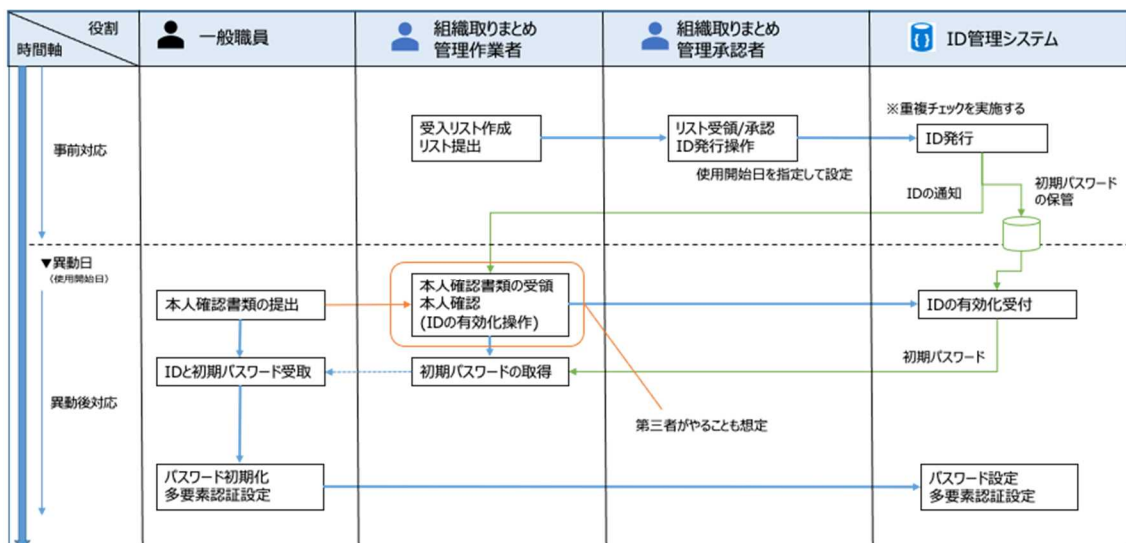 役割
時間軸
一般職員
組織取りまとめ
管理作業者
組織取りまとめ
管理承認者
ID管理システム
事前対応
受入リスト作成
リスト提出
リスト受領/承認
ID発行操作
使用開始日を指定して設定
※重複チェックを実施する
ID発行
IDの通知
初期パスワード
の保管
▼異動日
(使用開始日)
本人確認書類の提出
本人確認書類の受領
本人確認
(IDの有効化操作)
IDの有効化受付
IDと初期パスワード受取
初期パスワードの取得
初期パスワード
異動後対応
第三者がやることも想定
パスワード初期化
多要素認証設定
パスワード設定
多要素認証設定